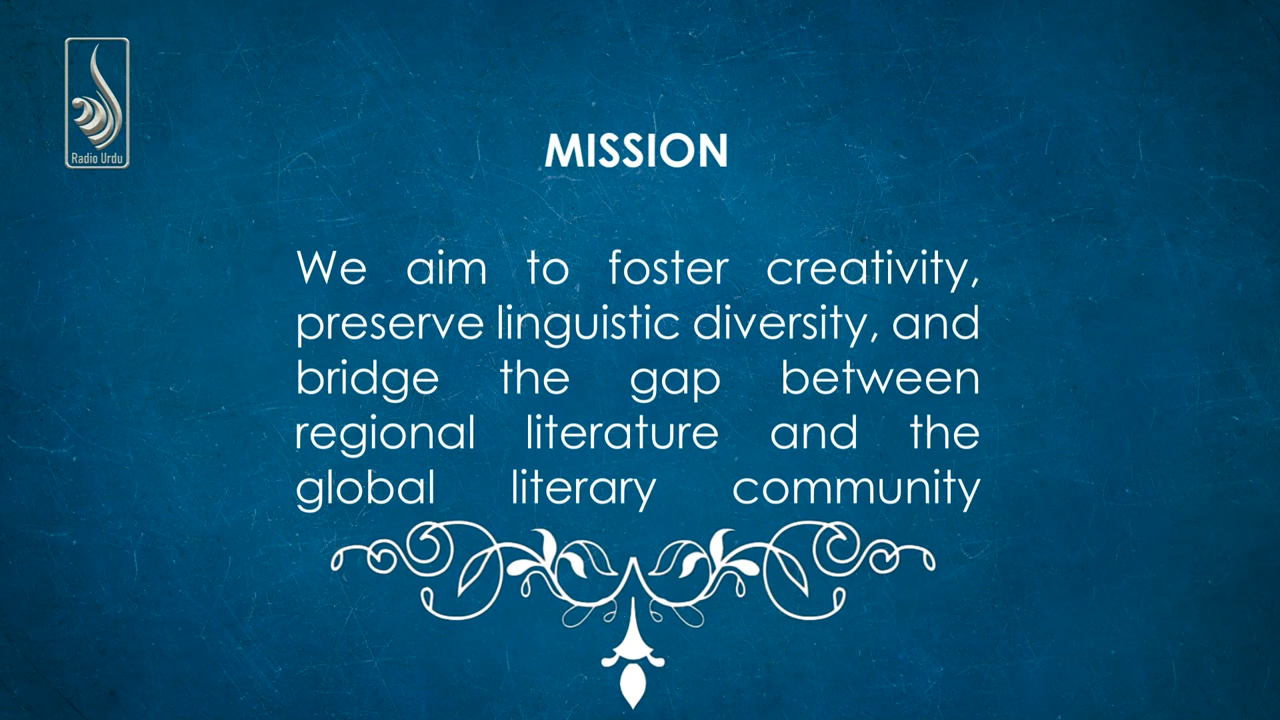 Radio Urdu
MISSION
We aim to foster creativity,
preserve linguistic diversity, and
bridge the gap between
regional literature and the
global literary community